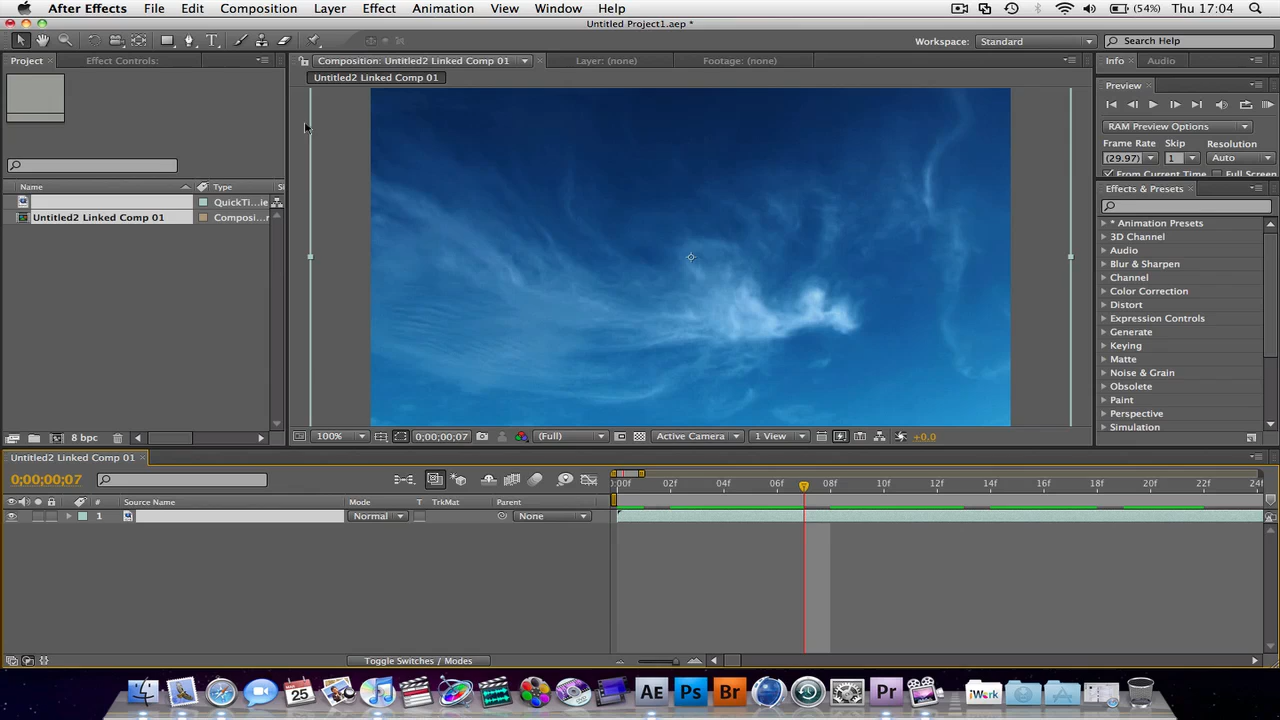 After Effects File Edit Composition Layer Effect Animation View Window Help (54%) Thu 17:04
Untitled Project1.aep *
Workspace: Standard Search Help
Project Effect Controls: Composition: Untitled2 Linked Comp 01 Layer: (none) Footage: (none) Info Audio
Untitled2 Linked Comp 01
Preview
RAM Preview Options
Frame Rate Skip Resolution
(29.97) 1 Auto
From Current Time Full Screen
Name Type
QuickTi...ie
Untitled2 Linked Comp 01 Composi...
Effects & Presets
* Animation Presets
3D Channel
Audio
Blur & Sharpen
Channel
Color Correction
Distort
Expression Controls
Generate
Keying
Matte
Noise & Grain
Obsolete
Paint
Perspective
Simulation
8 bpc
100% 0;00;00;07 (Full) Active Camera 1 View +0.0
Untitled2 Linked Comp 01
0;00;00;07
0:00f 02f 04f 06f 08f 10f 12f 14f 16f 18f 20f 22f 24f
# Source Name Mode T TrkMat Parent
1 Normal None
Toggle Switches / Modes
25
AE Ps Br Pr iWork